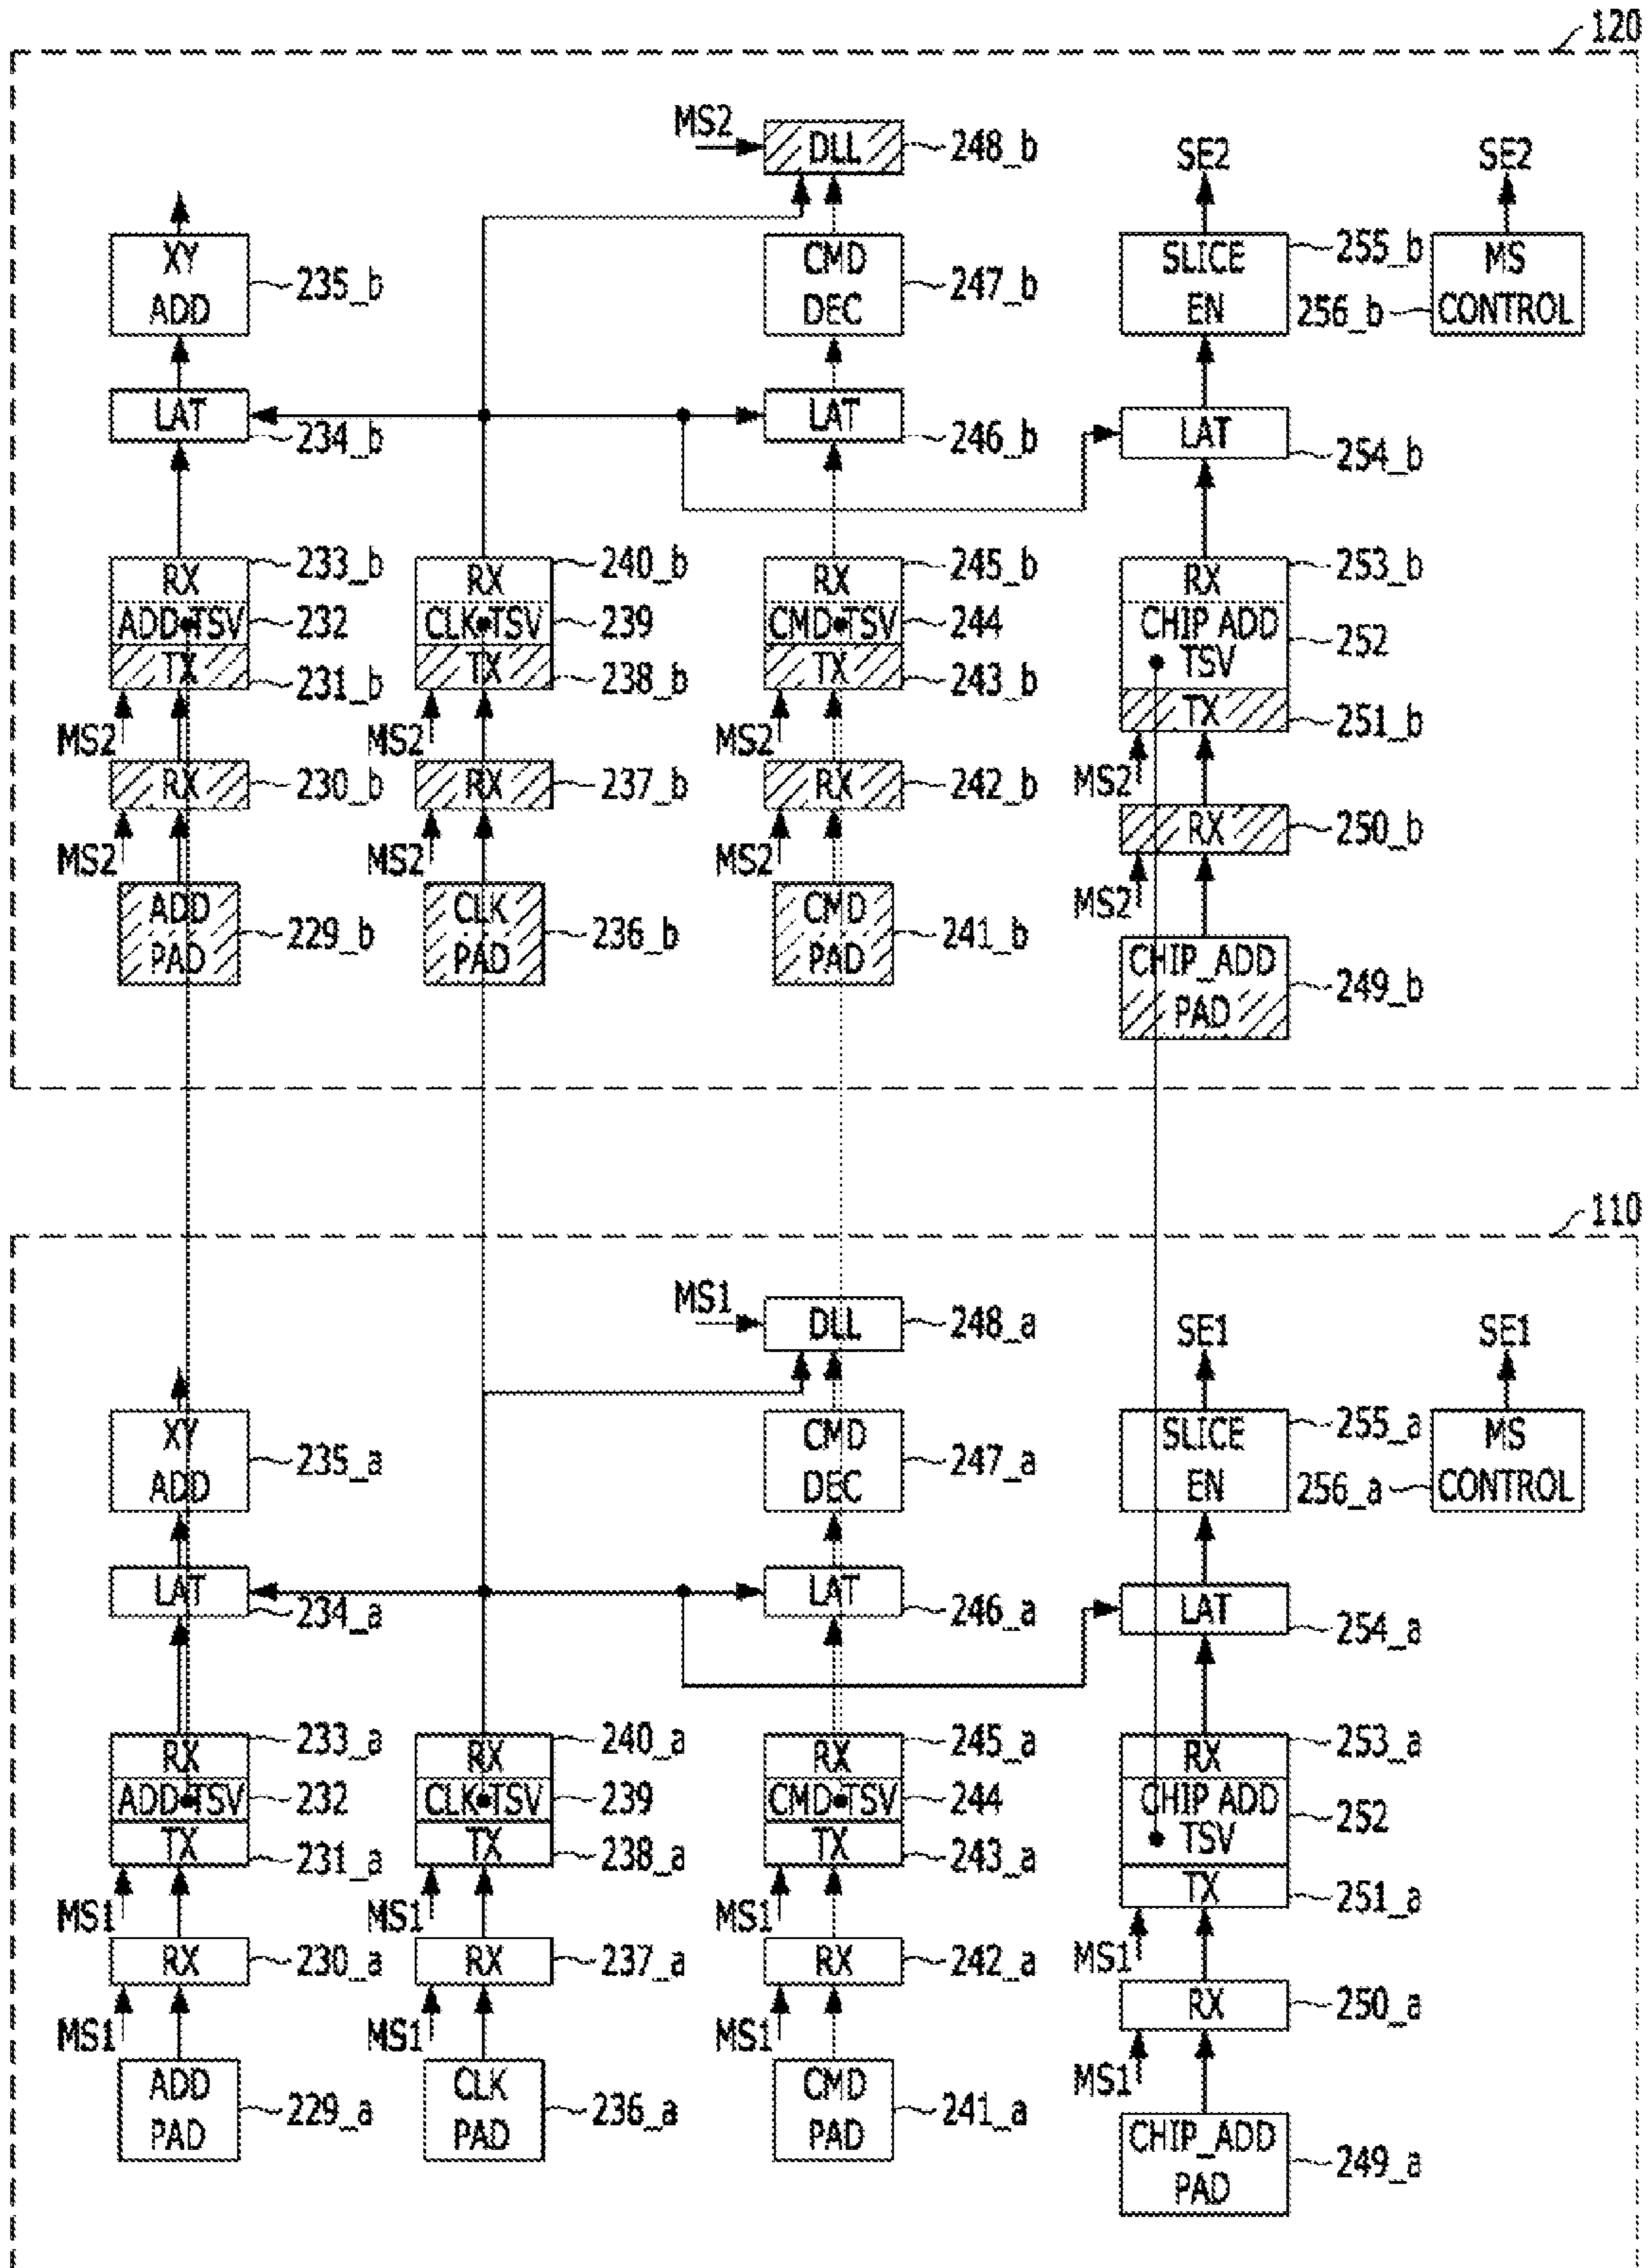 120
MS2
DLL
248_b
SE2
SE2
XY
ADD
235_b
CMD
DEC
247_b
SLICE
EN
255_b
256_b
MS
CONTROL
LAT
234_b
LAT
246_b
LAT
254_b
RX
233_b
RX
240_b
RX
245_b
RX
253_b
ADD TSV
232
CLK TSV
239
CMD TSV
244
CHIP ADD
TSV
252
TX
231_b
TX
238_b
TX
243_b
TX
251_b
MS2
MS2
MS2
MS2
RX
230_b
RX
237_b
RX
242_b
RX
250_b
MS2
MS2
MS2
MS2
ADD
PAD
229_b
CLK
PAD
236_b
CMD
PAD
241_b
CHIP_ADD
PAD
249_b
110
MS1
DLL
248_a
SE1
SE1
XY
ADD
235_a
CMD
DEC
247_a
SLICE
EN
255_a
256_a
MS
CONTROL
LAT
234_a
LAT
246_a
LAT
254_a
RX
233_a
RX
240_a
RX
245_a
RX
253_a
ADD TSV
232
CLK TSV
239
CMD TSV
244
CHIP ADD
TSV
252
TX
231_a
TX
238_a
TX
243_a
TX
251_a
MS1
MS1
MS1
MS1
RX
230_a
RX
237_a
RX
242_a
RX
250_a
MS1
MS1
MS1
MS1
ADD
PAD
229_a
CLK
PAD
236_a
CMD
PAD
241_a
CHIP_ADD
PAD
249_a